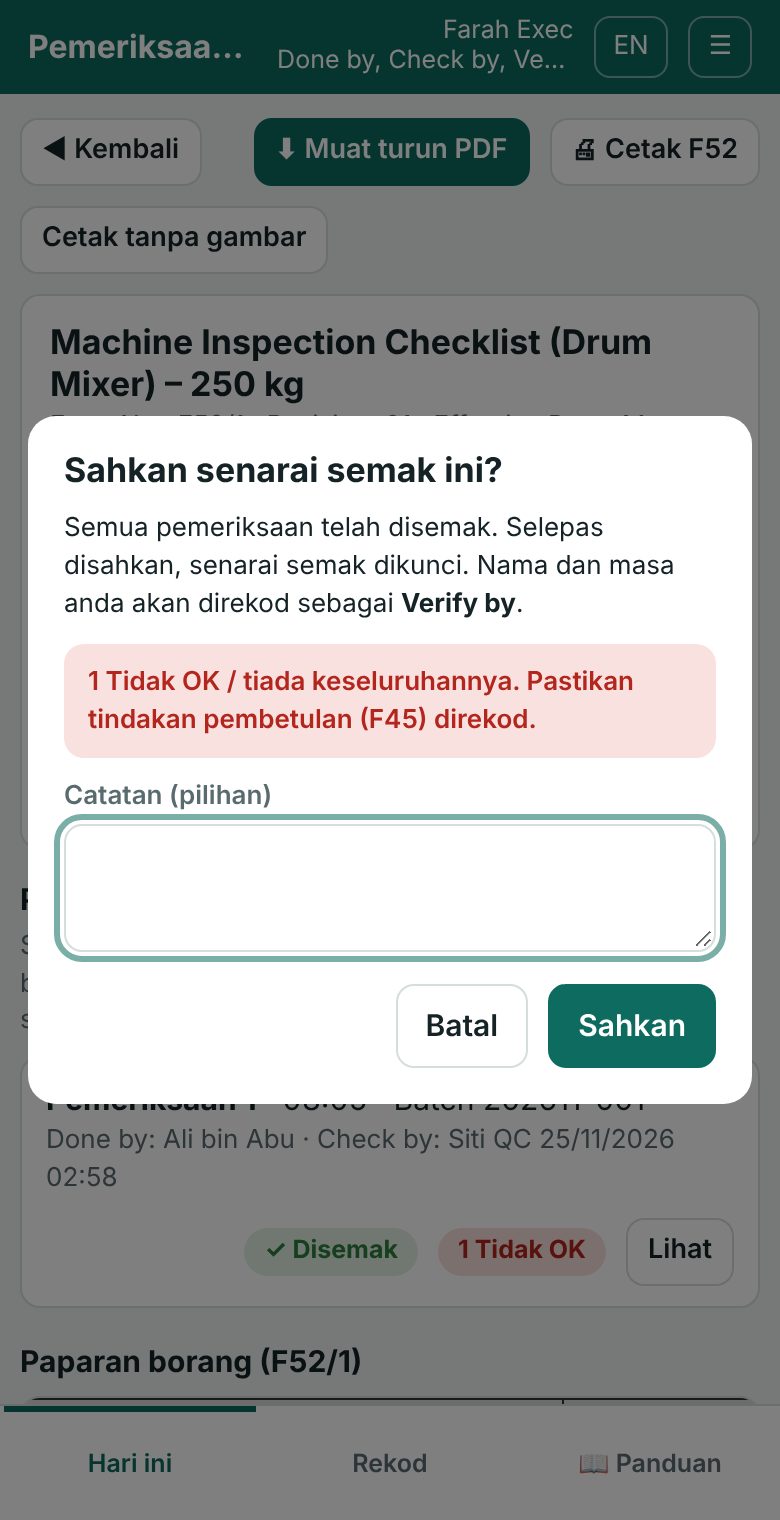 Pemeriksaa...
Farah Exec
Done by, Check by, Ve...
EN
☰
◀ Kembali
⬇ Muat turun PDF
🖨 Cetak F52
Cetak tanpa gambar
Machine Inspection Checklist (Drum
Mixer) – 250 kg
Sahkan senarai semak ini?
Semua pemeriksaan telah disemak. Selepas
disahkan, senarai semak dikunci. Nama dan masa
anda akan direkod sebagai Verify by.
1 Tidak OK / tiada keseluruhannya. Pastikan
tindakan pembetulan (F45) direkod.
Catatan (pilihan)
Batal
Sahkan
Done by: Ali bin Abu · Check by: Siti QC 25/11/2026
02:58
✓ Disemak
1 Tidak OK
Lihat
Paparan borang (F52/1)
Hari ini
Rekod
📖 Panduan